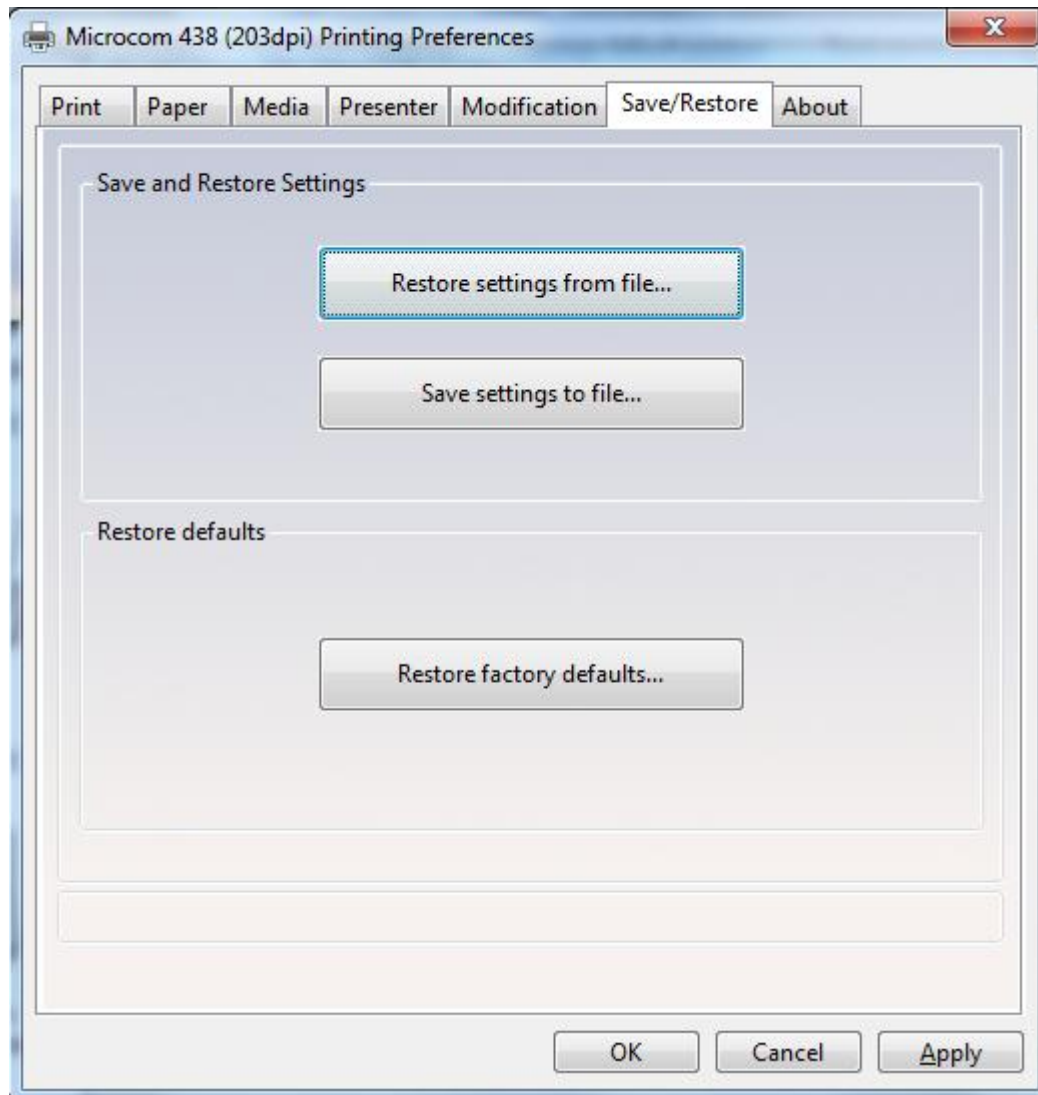 Microcom 438 (203dpi) Printing Preferences
Print Paper Media Presenter Modification Save/Restore About
Save and Restore Settings
Restore settings from file...
Save settings to file...
Restore defaults
Restore factory defaults...
OK Cancel Apply